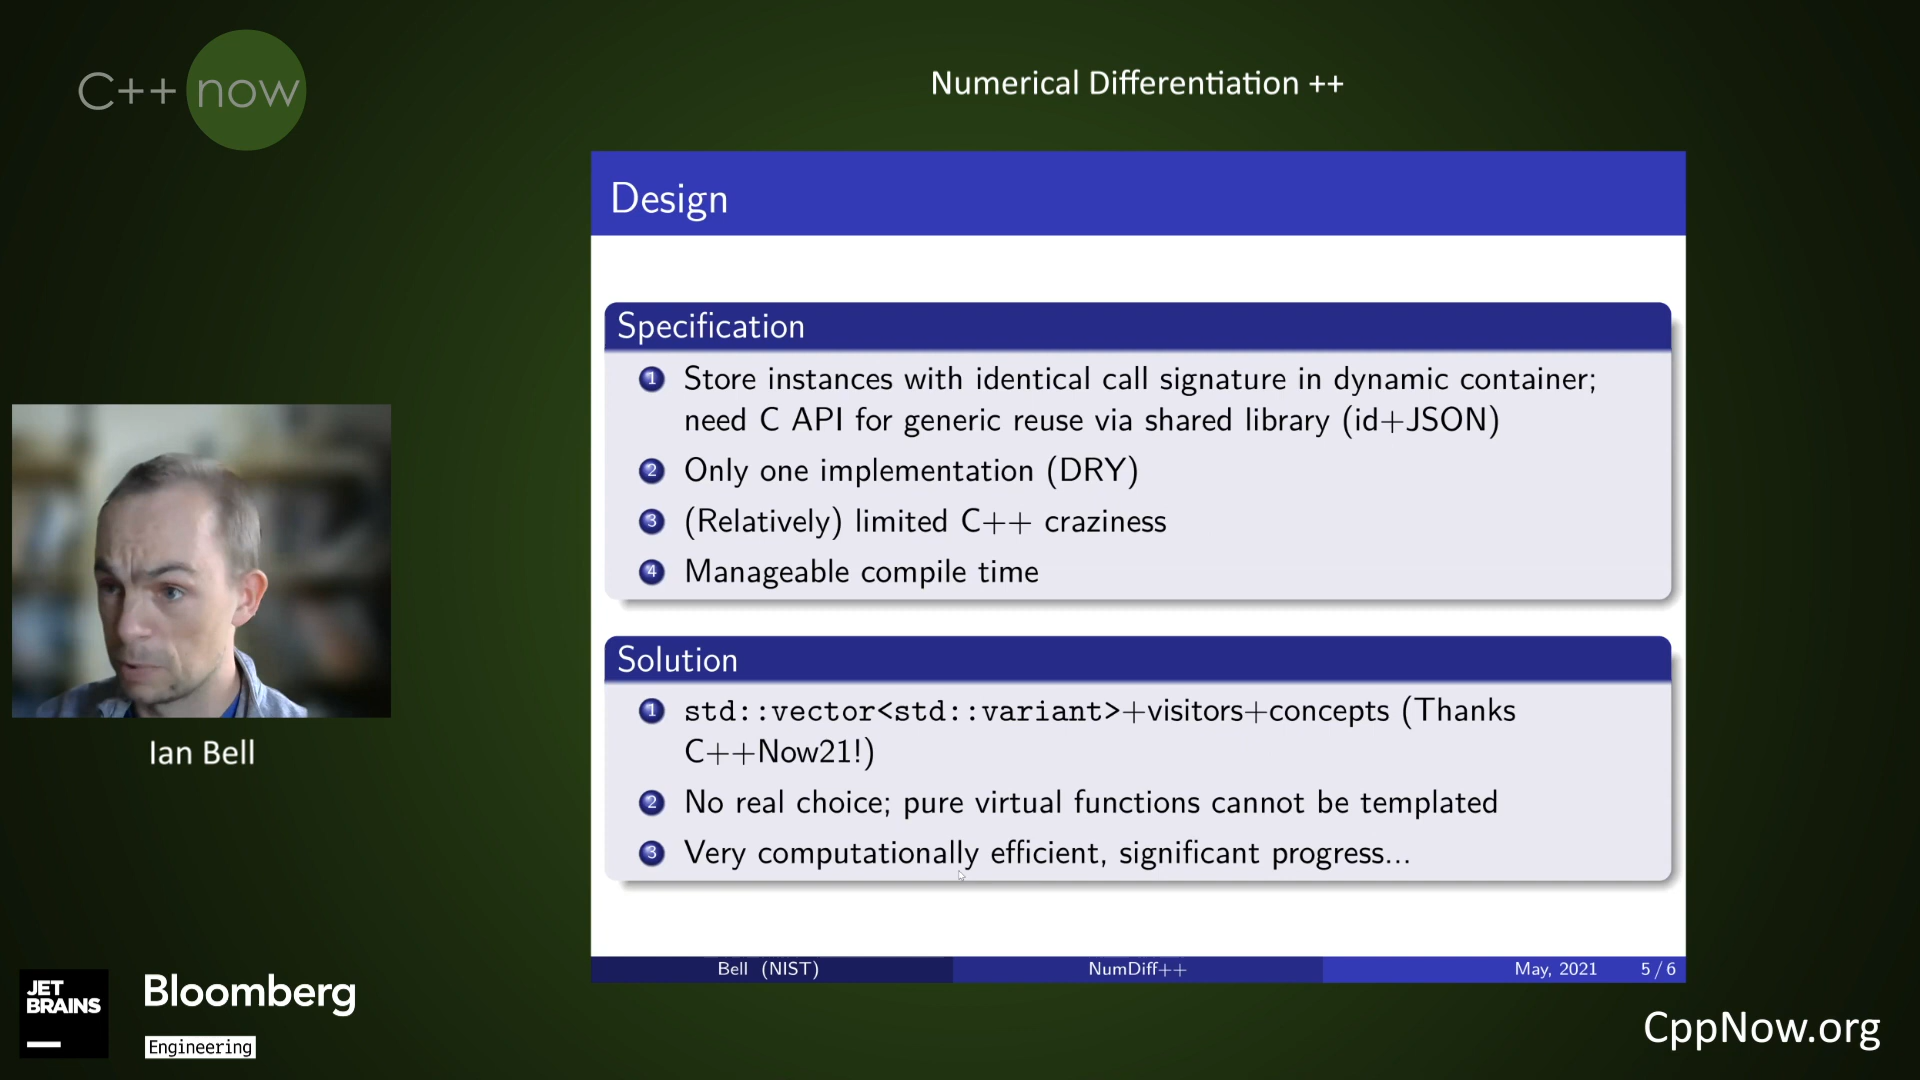 C++ now
Numerical Differentiation ++
Design
Specification
1 Store instances with identical call signature in dynamic container;
need C API for generic reuse via shared library (id+JSON)
2 Only one implementation (DRY)
3 (Relatively) limited C++ craziness
4 Manageable compile time
Solution
1 std::vector<std::variant>+visitors+concepts (Thanks
C++Now21!)
2 No real choice; pure virtual functions cannot be templated
3 Very computationally efficient, significant progress...
Bell (NIST) NumDiff++ May, 2021 5 / 6
Ian Bell
JET
BRAINS
Bloomberg
Engineering
CppNow.org